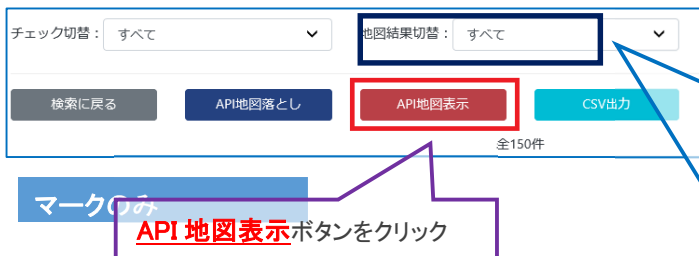 チェック切替： すべて 地図結果切替： すべて
検索に戻る API地図落とし API地図表示 CSV出力
全150件
マークのみ
API 地図表示ボタンをクリック